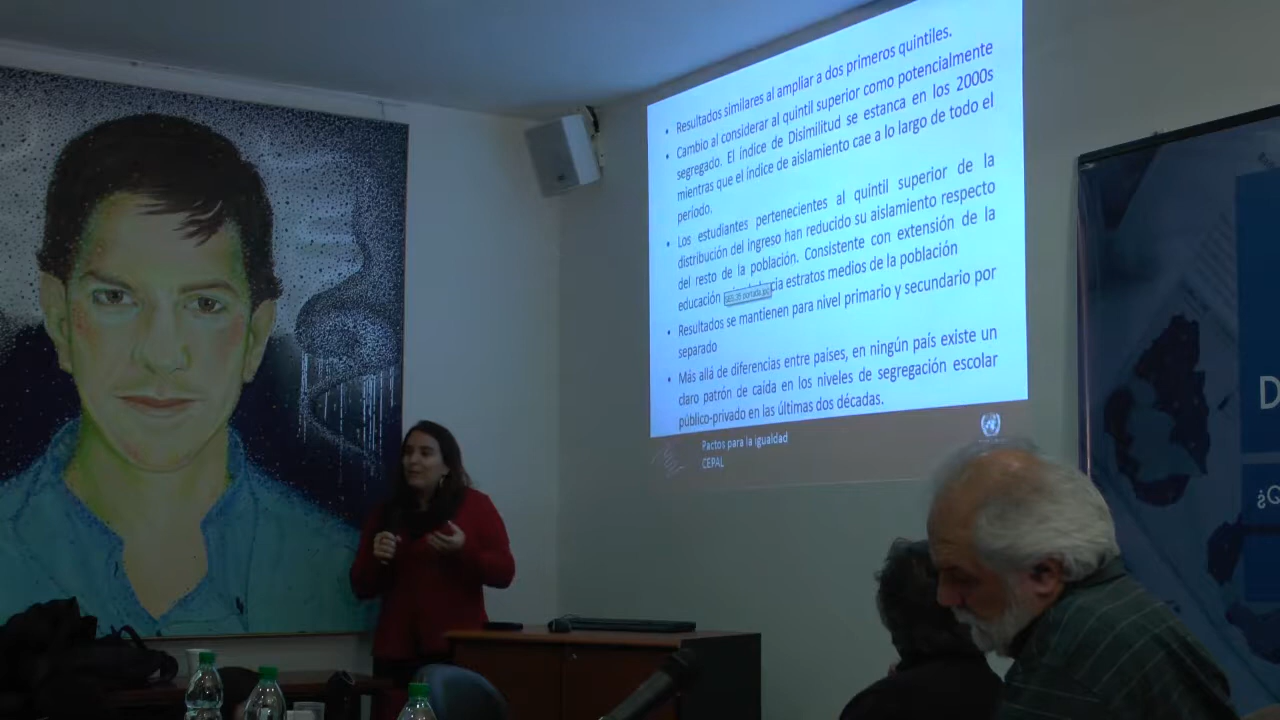 • Resultados similares al ampliar a dos primeros quintiles.
• Cambio al considerar al quintil superior como potencialmente
segregado. El índice de Disimilitud se estanca en los 2000s
mientras que el índice de aislamiento cae a lo largo de todo el
período.
• Los estudiantes pertenecientes al quintil superior de la
distribución del ingreso han reducido su aislamiento respecto
del resto de la población. Consistente con extensión de la
educación estratos medios de la población
• Resultados se mantienen para nivel primario y secundario por
separado
• Más allá de diferencias entre países, en ningún país existe un
claro patrón de caída en los niveles de segregación escolar
público-privado en las últimas dos décadas.
Pactos para la igualdad
CEPAL
D
¿Q